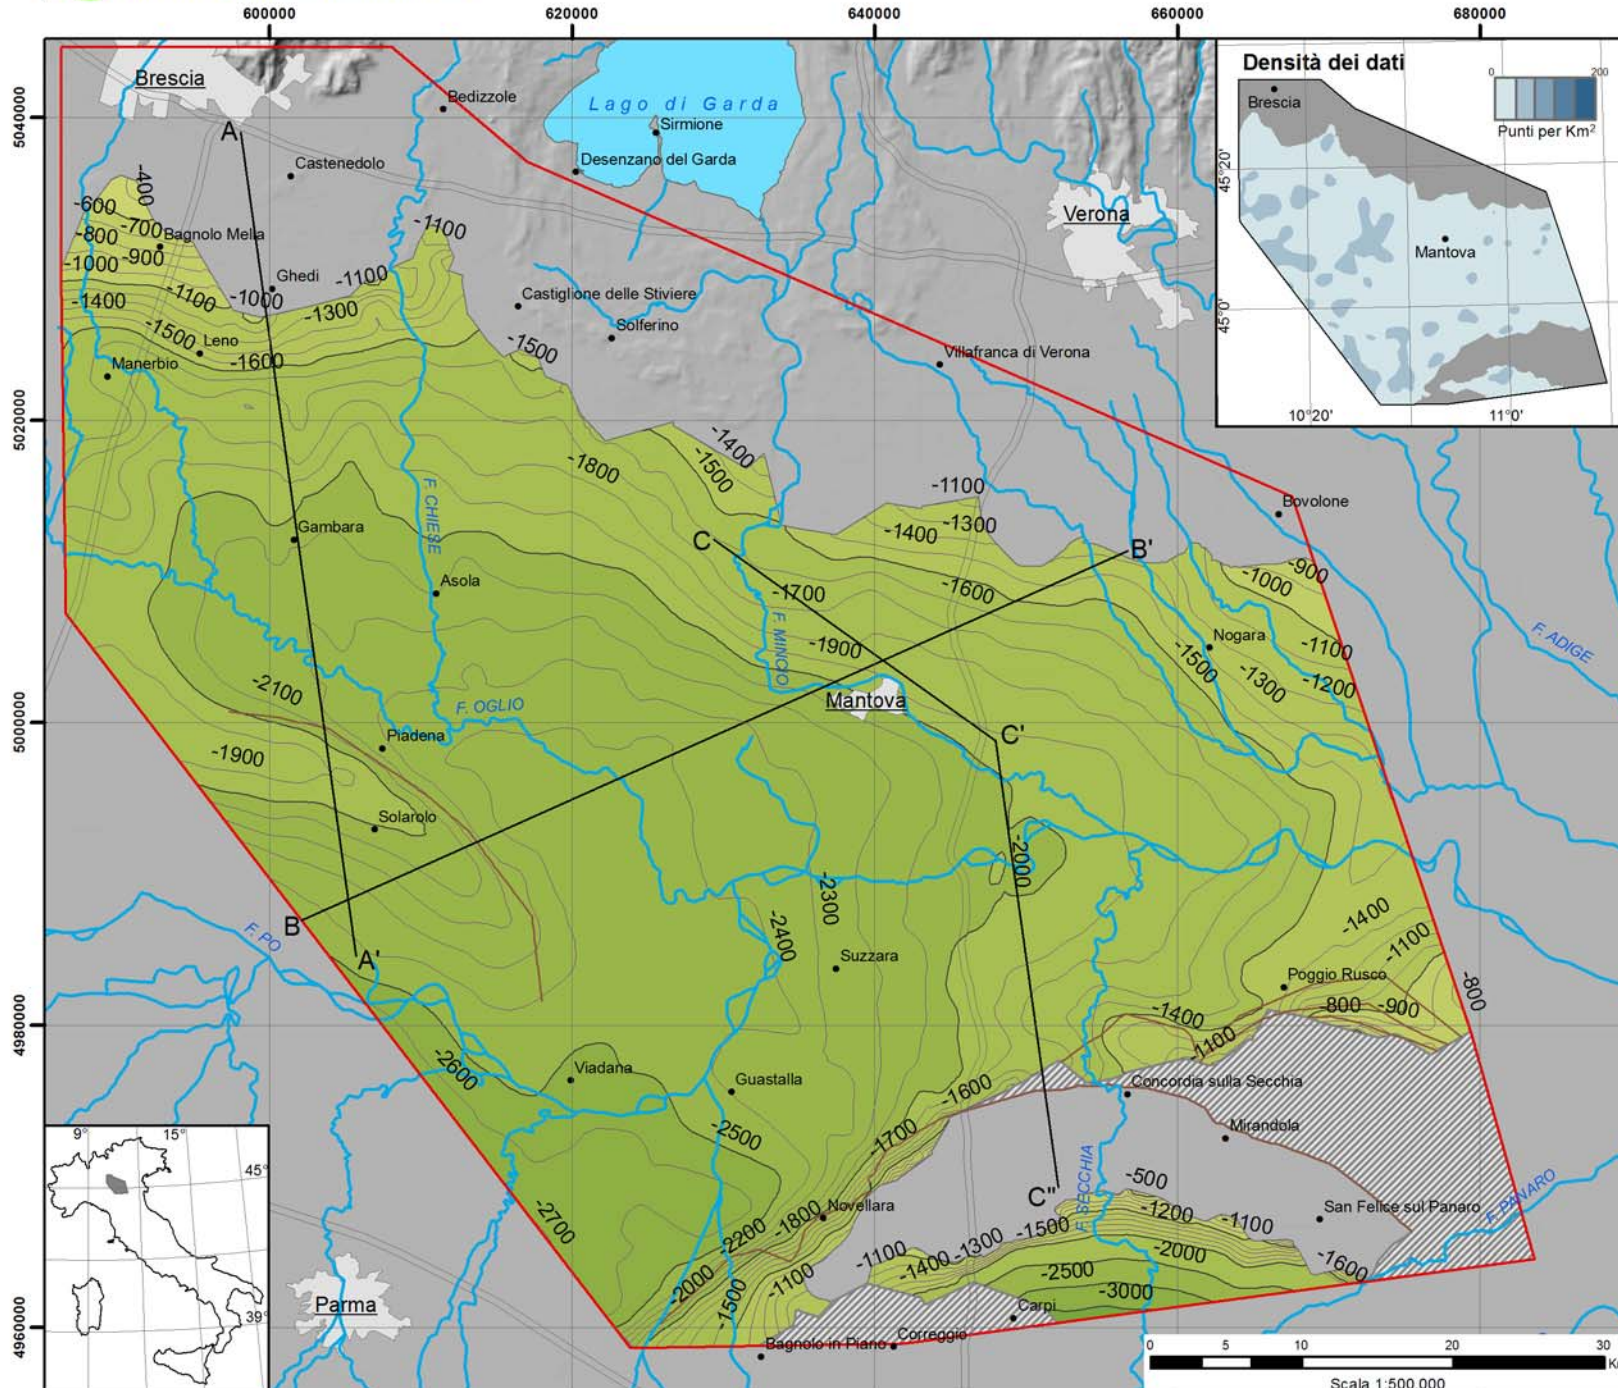 600000
620000
640000
660000
680000
Brescia
Bedizzole
Lago di Garda
Sirmione
Desenzano del Garda
Castenedolo
Verona
Densità dei dati
0
200
Punti per Km2
Brescia
Mantova
45°20'
45°0'
10°20'
11°0'
5040000
5020000
5000000
4980000
4960000
A
-400
-600
-700
-800
-900
-1000
Bagnolo Mella
-1100
-1100
Ghedi
-1100
-1000
-1300
-1400
-1500
Leno
-1600
Manerbio
Castiglione delle Stiviere
Solferino
-1500
Villafranca di Verona
-1400
-1500
-1800
-1100
-1300
-1400
Bovolone
F. CHIESE
Gambara
Asola
C
B'
-900
-1000
-1600
-1700
F. MINCIO
-1900
Nogara
-1100
-1500
-1300
-1200
F. ADIGE
-2100
F. OGLIO
Mantova
Piadena
-1900
C'
Solarolo
-2000
-2300
-2400
B
F. PO
A'
Suzzara
-1400
-1100
Poggio Rusco
-800
-800
-900
-1400
-1100
-2600
Viadana
Guastalla
-1600
Concordia sulla Secchia
Mirandola
-2500
-1700
-2700
C''
F. SECCHIA
-500
-1200
-1100
San Felice sul Panaro
F. PANARO
Novellara
-1800
-2200
-2000
-1500
-1100
-1100
-1400
-1300
-1500
-2000
-1600
-2500
-3000
Carpi
Correggio
Bagnolo in Piano
Parma
9°
15°
45°
39°
0
5
10
20
30
Scala 1:500.000